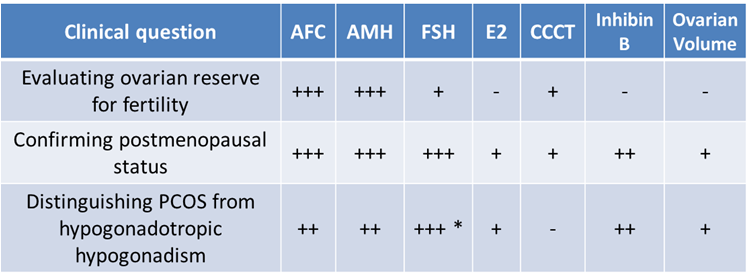 Clinical question AFC AMH FSH E2 CCCT Inhibin B Ovarian Volume
Evaluating ovarian reserve
for fertility
+++ +++ + - + - -
Confirming postmenopausal
status
+++ +++ +++ + + ++ +
Distinguishing PCOS from
hypogonadotropic
hypogonadism
++ ++ +++ * + - ++ +